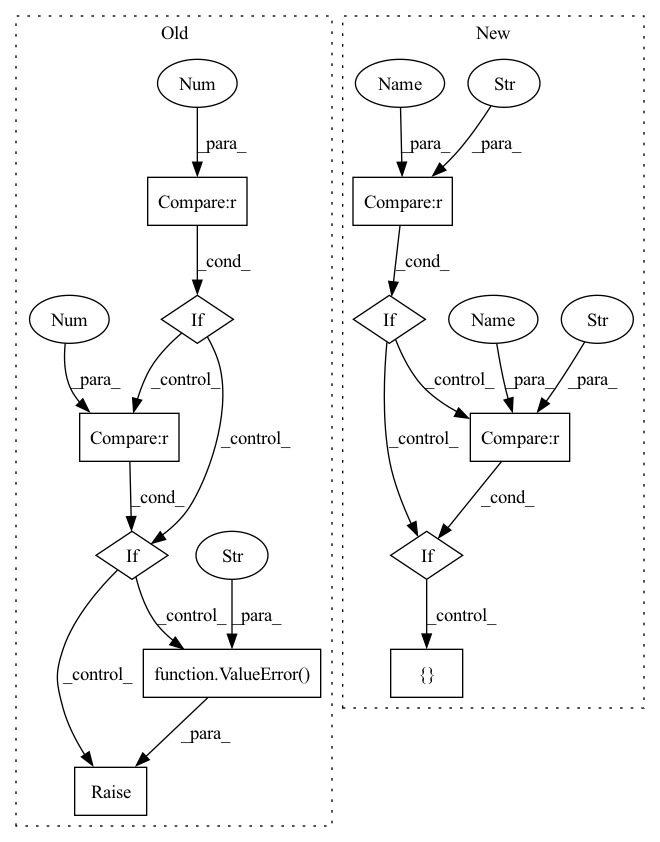 Old
New
Num
Name
Str
_para_
_para_
_para_
Compare:r
Compare:r
_cond_
_cond_
Num
If
If
Name
Str
_para_
_control_
_control_
_control_
_control_
_para_
_para_
Compare:r
Compare:r
_cond_
_cond_
If
Str
If
_control_
_control_
_para_
_control_
function.ValueError()
{}
_para_
Raise